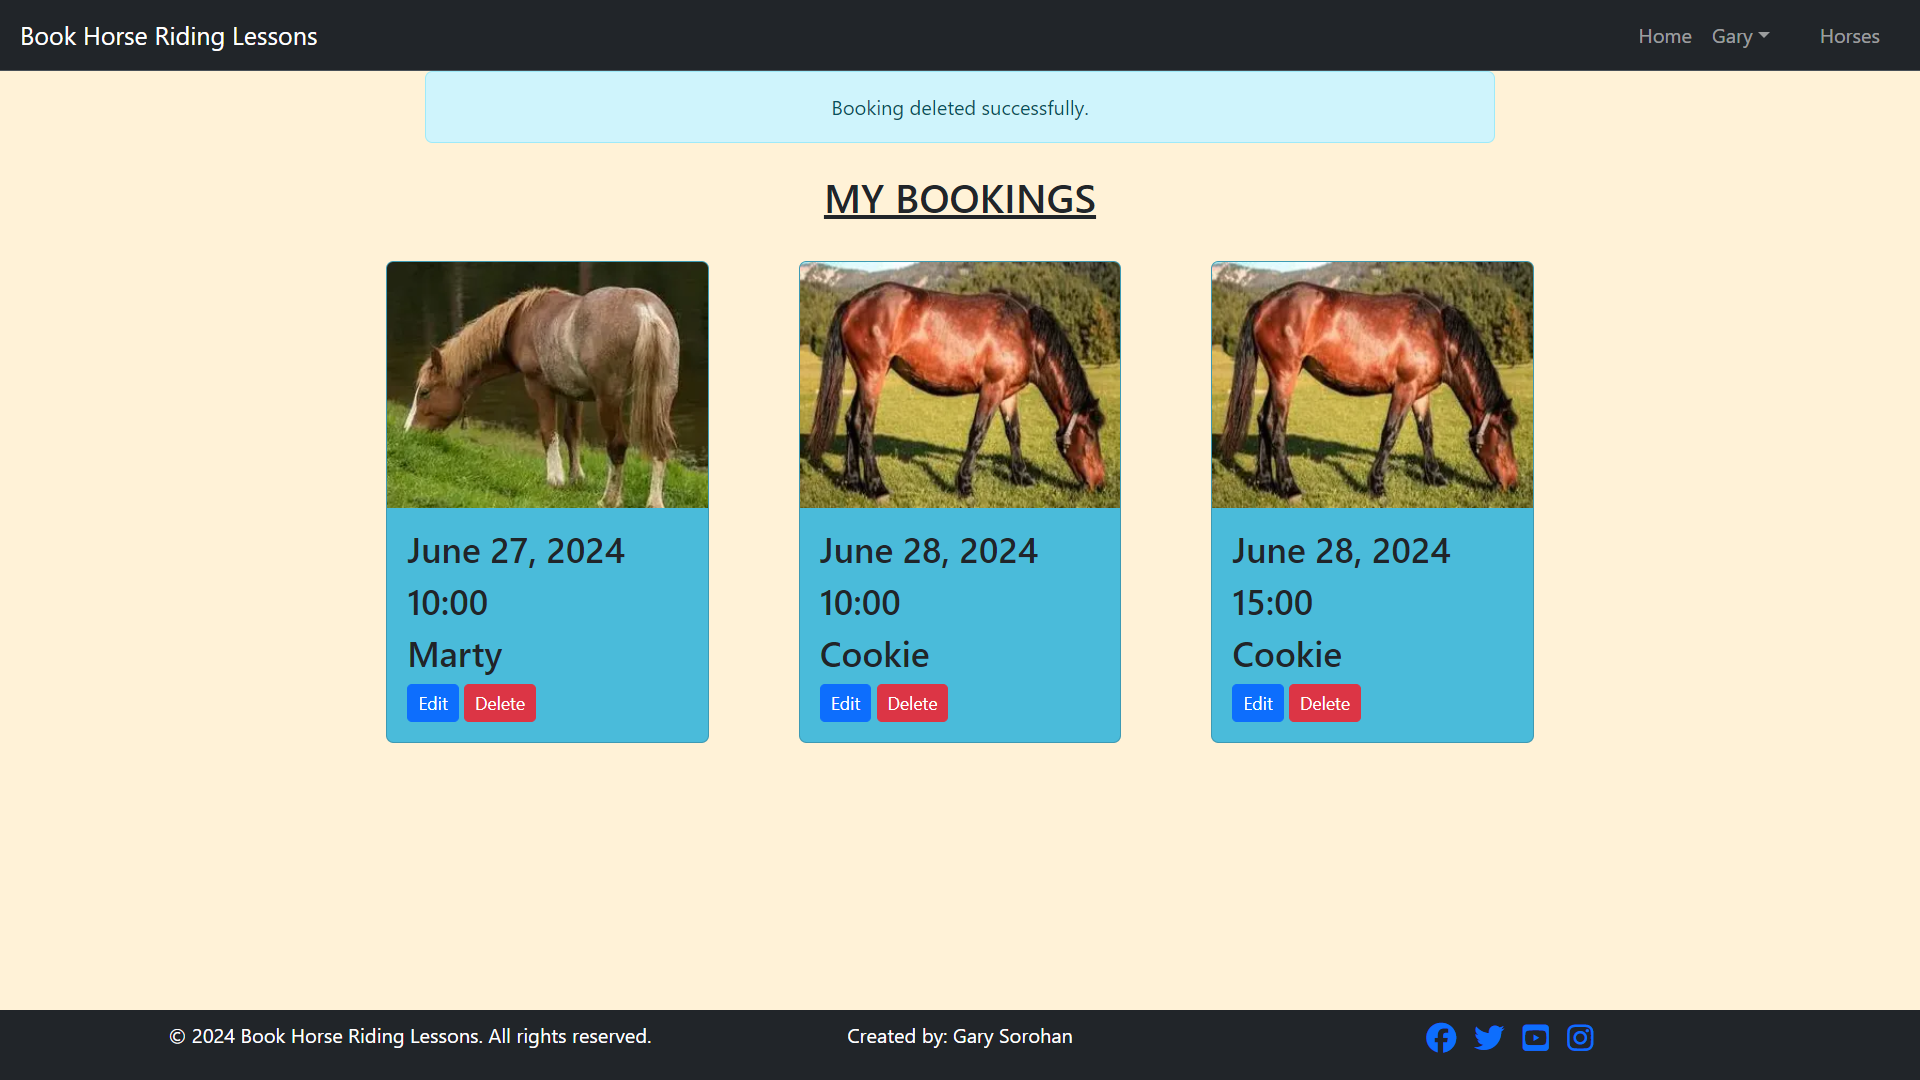 Book Horse Riding Lessons
Home Gary Horses
Booking deleted successfully.
MY BOOKINGS
June 27, 2024
10:00
Marty
Edit Delete
June 28, 2024
10:00
Cookie
Edit Delete
June 28, 2024
15:00
Cookie
Edit Delete
© 2024 Book Horse Riding Lessons. All rights reserved.
Created by: Gary Sorohan